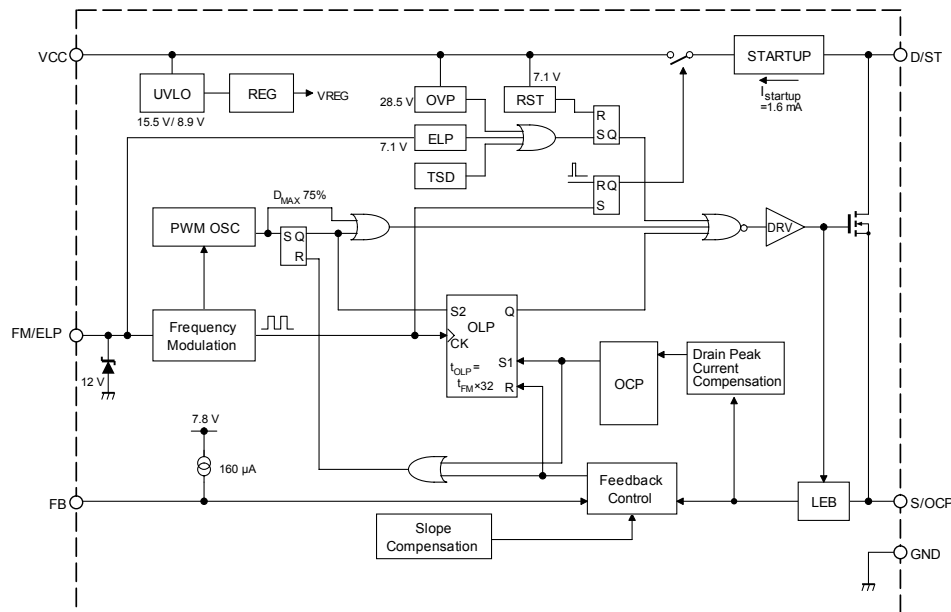 VCC
STARTUP
D/ST
UVLO
REG
VREG
15.5 V/ 8.9 V
28.5 V
OVP
7.1 V
RST
R
S Q
Istartup
=1.6 mA
7.1 V
ELP
TSD
R Q
S
DMAX 75%
PWM OSC
S Q
R
DRV
FM/ELP
Frequency
Modulation
12 V
S2
Q
OLP
CK
S1
tOLP =
tFM×32
R
OCP
Drain Peak
Current
Compensation
7.8 V
160 µA
FB
Feedback
Control
LEB
S/OCP
Slope
Compensation
GND